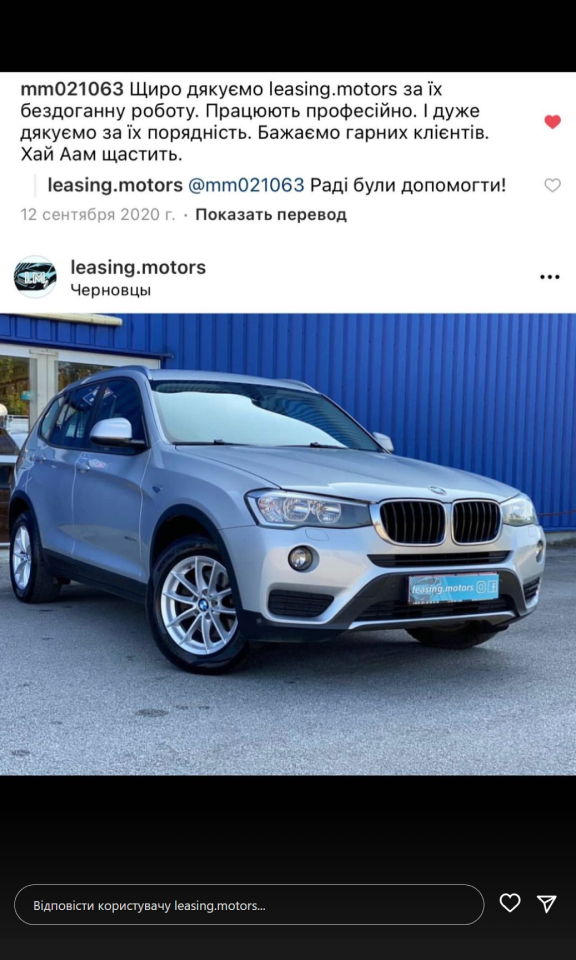 mm021063 Щиро дякуємо leasing.motors за їх
бездоганну роботу. Працюють професійно. І дуже
дякуємо за їх порядність. Бажаємо гарних клієнтів.
Хай Аам щастить.
leasing.motors @mm021063 Раді були допомогти!
12 сентября 2020 г. · Показать перевод
leasing.motors
Черновцы
leasing.motors
Відповісти користувачу leasing.motors...